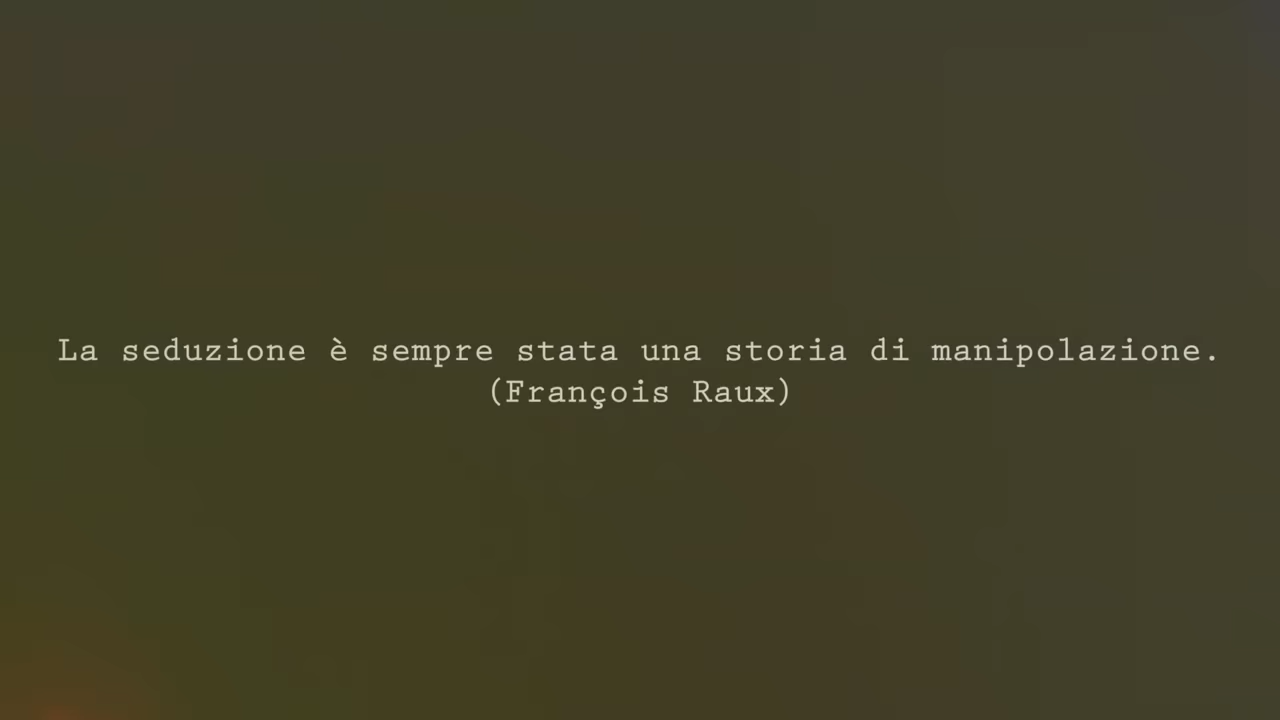 La seduzione è sempre stata una storia di manipolazione.
(François Raux)